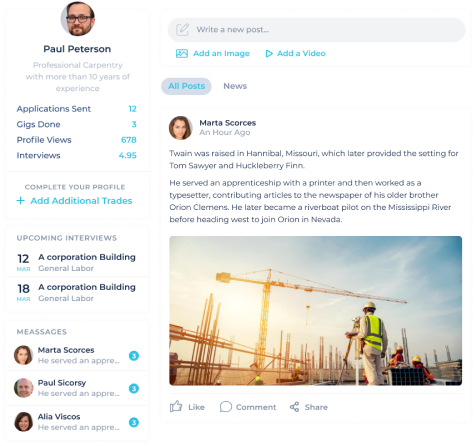 Paul Peterson
Professional Carpentry
with more than 10 years of
experience
Applications Sent 12
Gigs Done 3
Profile Views 678
Interviews 4.95
COMPLETE YOUR PROFILE
+ Add Additional Trades
UPCOMING INTERVIEWS
12 A corporation Building
MAR General Labor
18 A corporation Building
MAR General Labor
MEASSAGES
Marta Scorces
He served an appre... 3
Paul Sicorsy
He served an appre... 3
Alia Viscos
He served an appre... 3
Write a new post...
Add an Image Add a Video
All Posts News
Marta Scorces
An Hour Ago
Twain was raised in Hannibal, Missouri, which later provided the setting for
Tom Sawyer and Huckleberry Finn.
He served an apprenticeship with a printer and then worked as a
typesetter, contributing articles to the newspaper of his older brother
Orion Clemens. He later became a riverboat pilot on the Mississippi River
before heading west to join Orion in Nevada.
Like Comment Share